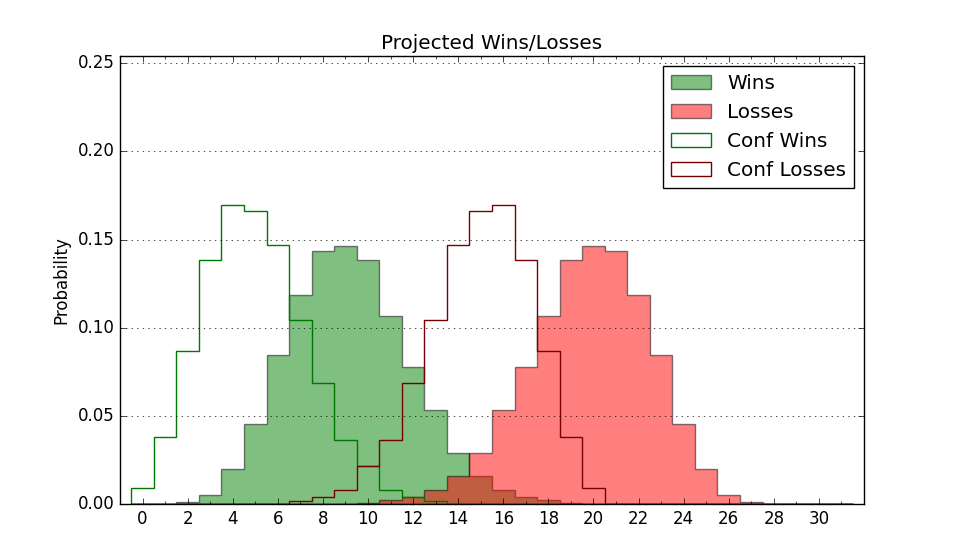 Projected Wins/Losses
0.25
0.20
0.15
0.10
0.05
0.00
Probability
Wins
Losses
Conf Wins
Conf Losses
0 2 4 6 8 10 12 14 16 18 20 22 24 26 28 30